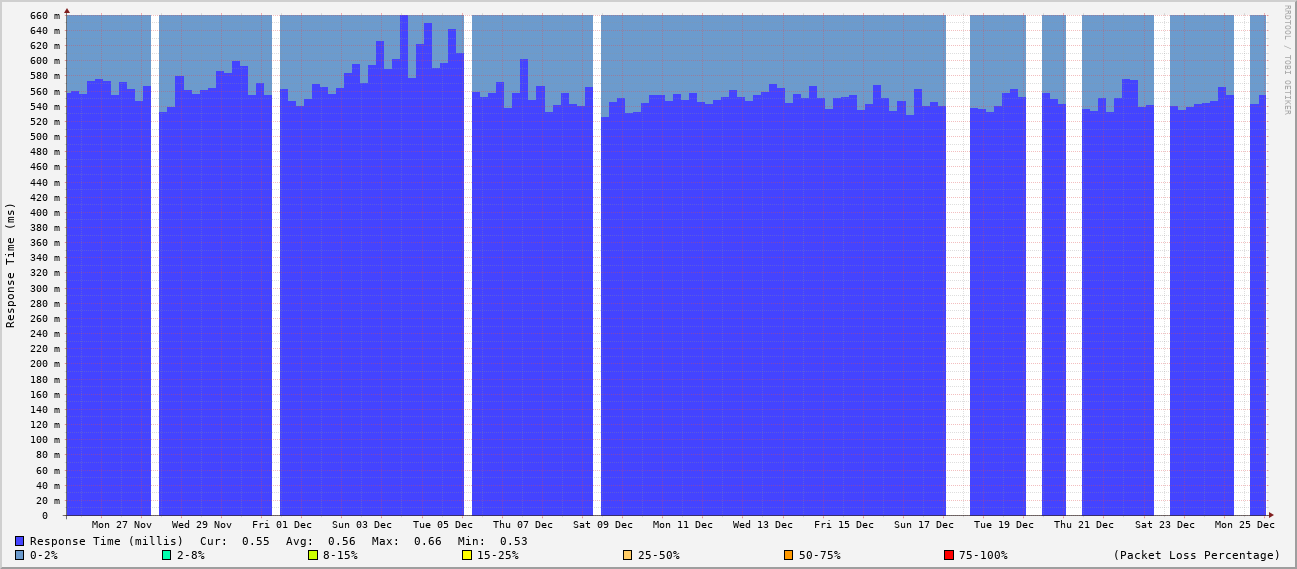 RRDTOOL / TOBI OETIKER
Response Time (ms)
660 m
640 m
620 m
600 m
580 m
560 m
540 m
520 m
500 m
480 m
460 m
440 m
420 m
400 m
380 m
360 m
340 m
320 m
300 m
280 m
260 m
240 m
220 m
200 m
180 m
160 m
140 m
120 m
100 m
80 m
60 m
40 m
20 m
0
Mon 27 Nov Wed 29 Nov Fri 01 Dec Sun 03 Dec Tue 05 Dec Thu 07 Dec Sat 09 Dec Mon 11 Dec Wed 13 Dec Fri 15 Dec Sun 17 Dec Tue 19 Dec Thu 21 Dec Sat 23 Dec Mon 25 Dec
Response Time (millis) Cur: 0.55 Avg: 0.56 Max: 0.66 Min: 0.53
0-2% 2-8% 8-15% 15-25% 25-50% 50-75% 75-100% (Packet Loss Percentage)